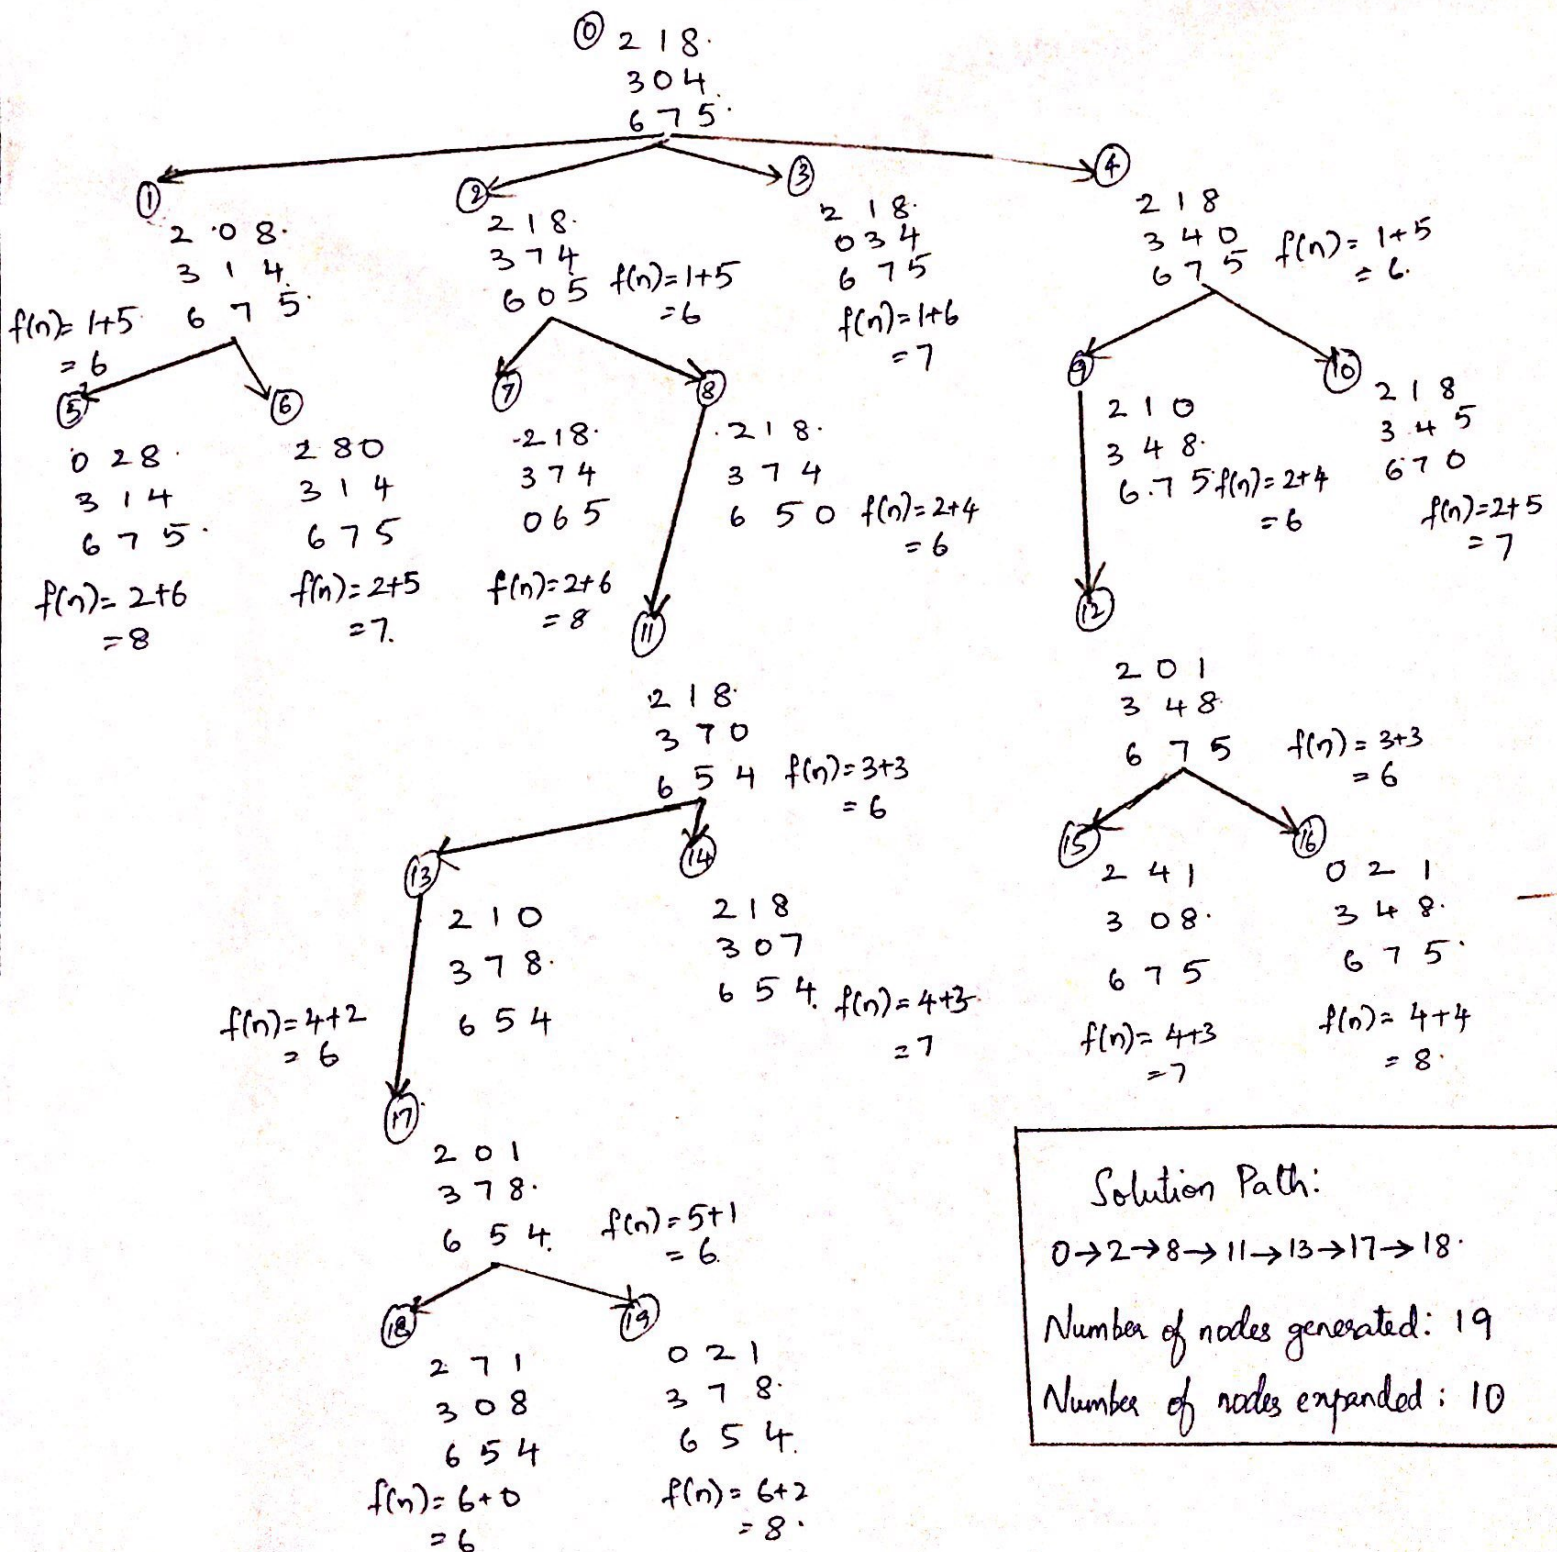 0
2 1 8
3 0 4
6 7 5
1
2 0 8
3 1 4
6 7 5
f(n)= 1+5
= 6
2
2 1 8
3 7 4
6 0 5
f(n)=1+5
=6
3
2 1 8
0 3 4
6 7 5
f(n)=1+6
=7
4
2 1 8
3 4 0
6 7 5
f(n)= 1+5
= 6.
5
0 2 8
3 1 4
6 7 5
f(n)= 2+6
=8
6
2 8 0
3 1 4
6 7 5
f(n)=2+5
=7.
7
2 1 8
3 7 4
0 6 5
f(n)=2+6
=8
8
2 1 8
3 7 4
6 5 0
f(n)=2+4
=6
9
2 1 0
3 4 8
6 7 5
f(n)=2+4
=6
10
2 1 8
3 4 5
6 7 0
f(n)=2+5
=7
11
2 1 8
3 7 0
6 5 4
f(n)=3+3
=6
12
2 0 1
3 4 8
6 7 5
f(n)=3+3
=6
13
2 1 0
3 7 8
6 5 4
f(n)=4+2
= 6
14
2 1 8
3 0 7
6 5 4
f(n)=4+3
=7
15
2 4 1
3 0 8
6 7 5
f(n)= 4+3
=7
16
0 2 1
3 4 8
6 7 5
f(n)= 4+4
= 8
17
2 0 1
3 7 8
6 5 4
f(n)=5+1
= 6
18
2 7 1
3 0 8
6 5 4
f(n)= 6+0
=6
19
0 2 1
3 7 8
6 5 4
f(n)= 6+2
=8
Solution Path:
0→2→8→11→13→17→18
Number of nodes generated: 19
Number of nodes expanded: 10